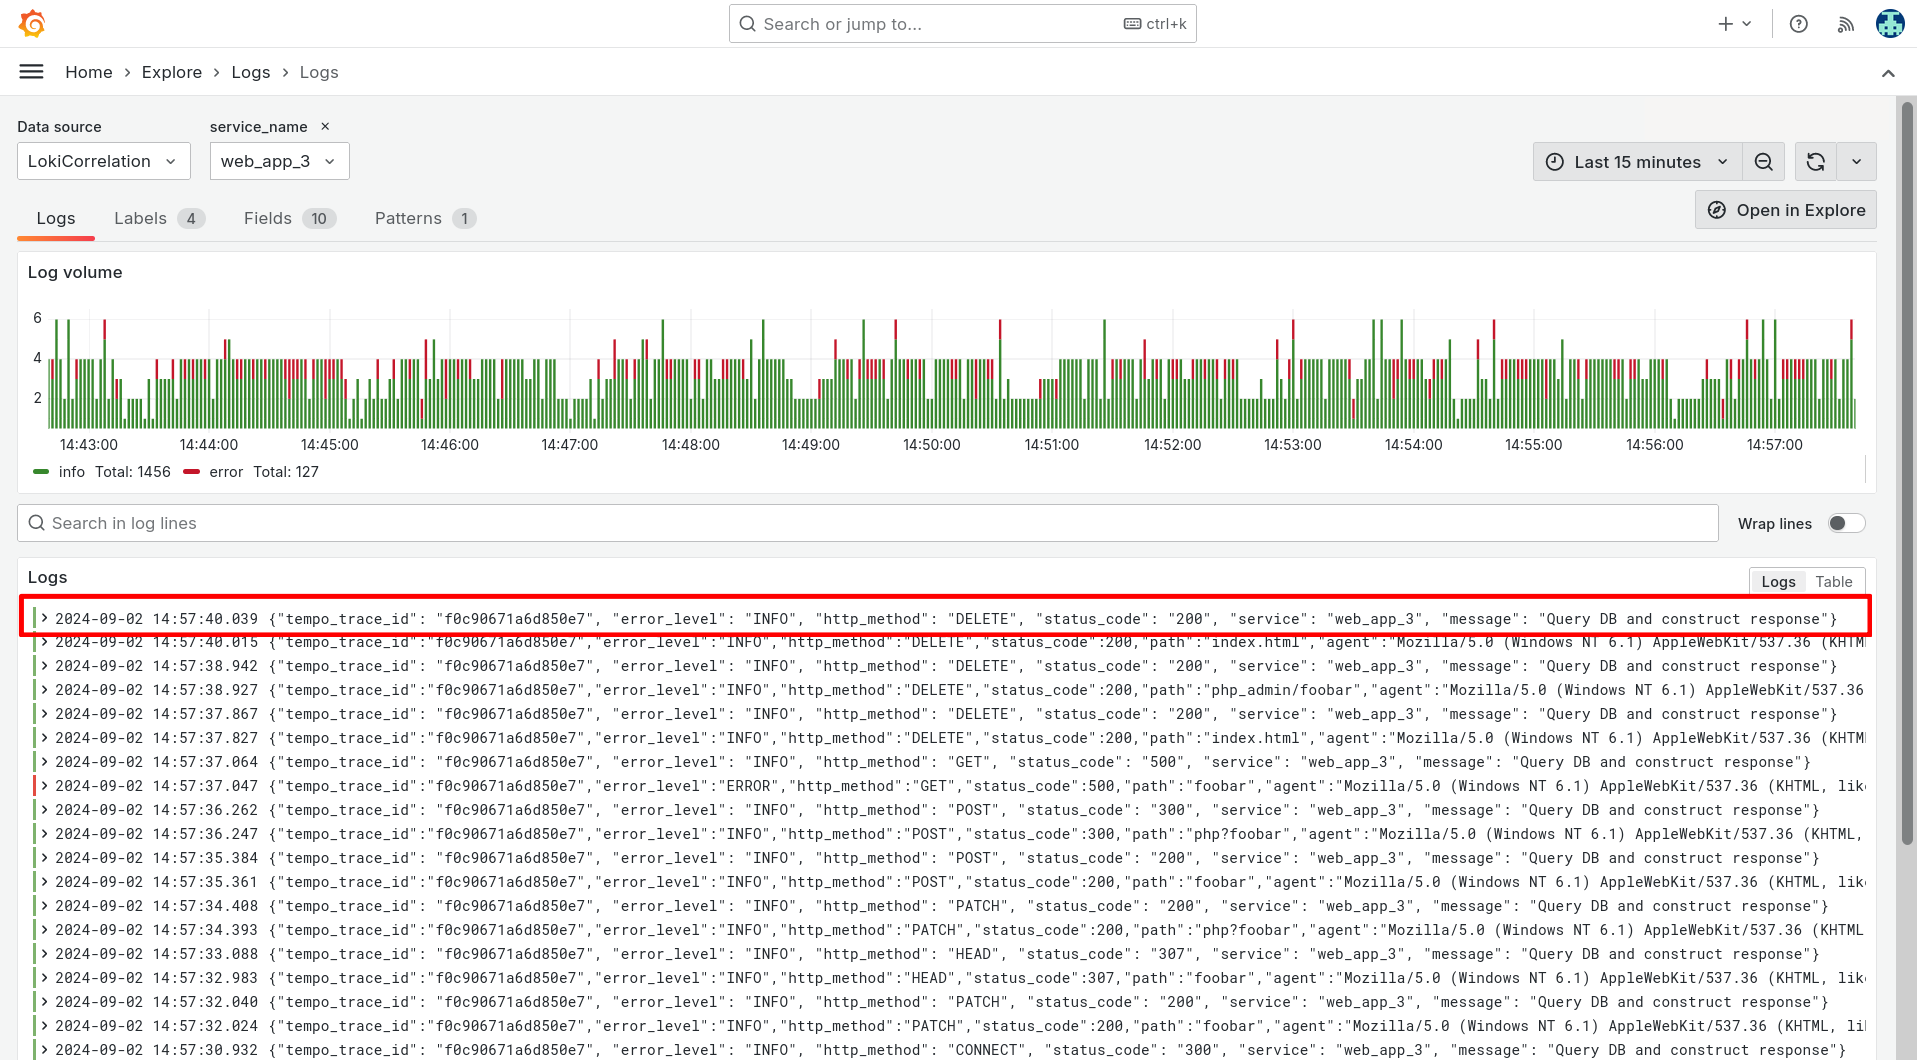 Search or jump to... ctrl+k
Home > Explore > Logs > Logs
Data source service_name ×
LokiCorrelation web_app_3
Last 15 minutes
Logs Labels 4 Fields 10 Patterns 1
Open in Explore
Log volume
6
4
2
14:43:00 14:44:00 14:45:00 14:46:00 14:47:00 14:48:00 14:49:00 14:50:00 14:51:00 14:52:00 14:53:00 14:54:00 14:55:00 14:56:00 14:57:00
info Total: 1456 error Total: 127
Search in log lines
Wrap lines
Logs
Logs Table
> 2024-09-02 14:57:40.039 {"tempo_trace_id": "f0c90671a6d850e7", "error_level": "INFO", "http_method": "DELETE", "status_code": "200", "service": "web_app_3", "message": "Query DB and construct response"}
> 2024-09-02 14:57:40.015 {"tempo_trace_id":"f0c90671a6d850e7","error_level":"INFO","http_method":"DELETE","status_code":200,"path":"index.html","agent":"Mozilla/5.0 (Windows NT 6.1) AppleWebKit/537.36 (KHTM
> 2024-09-02 14:57:38.942 {"tempo_trace_id": "f0c90671a6d850e7", "error_level": "INFO", "http_method": "DELETE", "status_code": "200", "service": "web_app_3", "message": "Query DB and construct response"}
> 2024-09-02 14:57:38.927 {"tempo_trace_id":"f0c90671a6d850e7","error_level":"INFO","http_method":"DELETE","status_code":200,"path":"php_admin/foobar","agent":"Mozilla/5.0 (Windows NT 6.1) AppleWebKit/537.36
> 2024-09-02 14:57:37.867 {"tempo_trace_id": "f0c90671a6d850e7", "error_level": "INFO", "http_method": "DELETE", "status_code": "200", "service": "web_app_3", "message": "Query DB and construct response"}
> 2024-09-02 14:57:37.827 {"tempo_trace_id":"f0c90671a6d850e7","error_level":"INFO","http_method":"DELETE","status_code":200,"path":"index.html","agent":"Mozilla/5.0 (Windows NT 6.1) AppleWebKit/537.36 (KHTM
> 2024-09-02 14:57:37.064 {"tempo_trace_id": "f0c90671a6d850e7", "error_level": "INFO", "http_method": "GET", "status_code": "500", "service": "web_app_3", "message": "Query DB and construct response"}
> 2024-09-02 14:57:37.047 {"tempo_trace_id":"f0c90671a6d850e7","error_level":"ERROR","http_method":"GET","status_code":500,"path":"foobar","agent":"Mozilla/5.0 (Windows NT 6.1) AppleWebKit/537.36 (KHTML, lik
> 2024-09-02 14:57:36.262 {"tempo_trace_id": "f0c90671a6d850e7", "error_level": "INFO", "http_method": "POST", "status_code": "300", "service": "web_app_3", "message": "Query DB and construct response"}
> 2024-09-02 14:57:36.247 {"tempo_trace_id":"f0c90671a6d850e7","error_level":"INFO","http_method":"POST","status_code":300,"path":"php?foobar","agent":"Mozilla/5.0 (Windows NT 6.1) AppleWebKit/537.36 (KHTML,
> 2024-09-02 14:57:35.384 {"tempo_trace_id": "f0c90671a6d850e7", "error_level": "INFO", "http_method": "POST", "status_code": "200", "service": "web_app_3", "message": "Query DB and construct response"}
> 2024-09-02 14:57:35.361 {"tempo_trace_id":"f0c90671a6d850e7","error_level":"INFO","http_method":"POST","status_code":200,"path":"foobar","agent":"Mozilla/5.0 (Windows NT 6.1) AppleWebKit/537.36 (KHTML, lik
> 2024-09-02 14:57:34.408 {"tempo_trace_id": "f0c90671a6d850e7", "error_level": "INFO", "http_method": "PATCH", "status_code": "200", "service": "web_app_3", "message": "Query DB and construct response"}
> 2024-09-02 14:57:34.393 {"tempo_trace_id":"f0c90671a6d850e7","error_level":"INFO","http_method":"PATCH","status_code":200,"path":"php?foobar","agent":"Mozilla/5.0 (Windows NT 6.1) AppleWebKit/537.36 (KHTML
> 2024-09-02 14:57:33.088 {"tempo_trace_id": "f0c90671a6d850e7", "error_level": "INFO", "http_method": "HEAD", "status_code": "307", "service": "web_app_3", "message": "Query DB and construct response"}
> 2024-09-02 14:57:32.983 {"tempo_trace_id":"f0c90671a6d850e7","error_level":"INFO","http_method":"HEAD","status_code":307,"path":"foobar","agent":"Mozilla/5.0 (Windows NT 6.1) AppleWebKit/537.36 (KHTML, lik
> 2024-09-02 14:57:32.040 {"tempo_trace_id": "f0c90671a6d850e7", "error_level": "INFO", "http_method": "PATCH", "status_code": "200", "service": "web_app_3", "message": "Query DB and construct response"}
> 2024-09-02 14:57:32.024 {"tempo_trace_id":"f0c90671a6d850e7","error_level":"INFO","http_method":"PATCH","status_code":200,"path":"foobar","agent":"Mozilla/5.0 (Windows NT 6.1) AppleWebKit/537.36 (KHTML, li
> 2024-09-02 14:57:30.932 {"tempo_trace_id": "f0c90671a6d850e7", "error_level": "INFO", "http_method": "CONNECT", "status_code": "300", "service": "web_app_3", "message": "Query DB and construct response"}